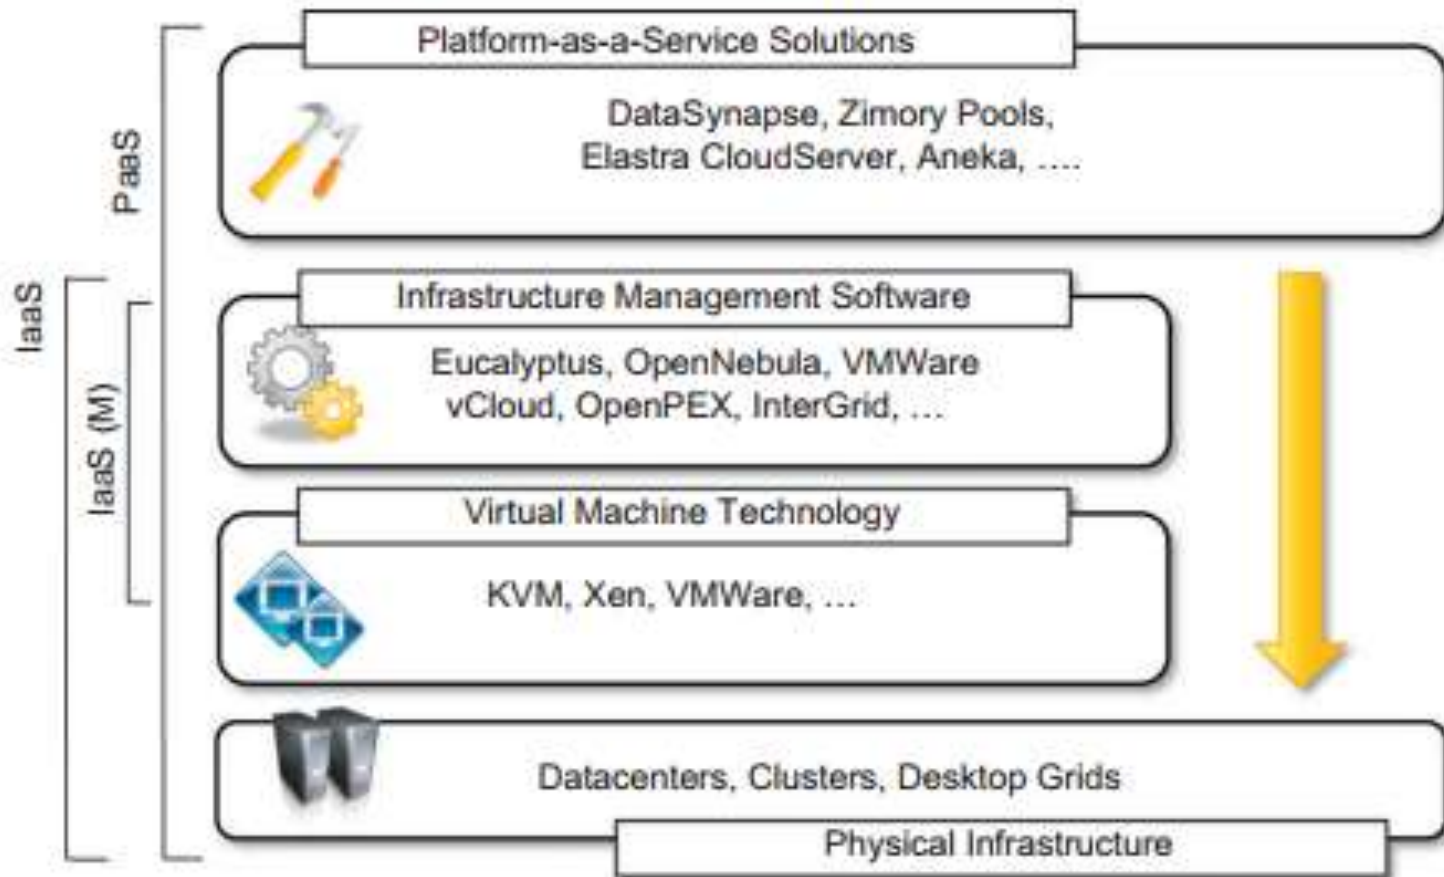 Platform-as-a-Service Solutions
DataSynapse, Zimory Pools,
Elastra CloudServer, Aneka, ....
PaaS
IaaS
IaaS (M)
Infrastructure Management Software
Eucalyptus, OpenNebula, VMWare
vCloud, OpenPEX, InterGrid, ...
Virtual Machine Technology
KVM, Xen, VMWare, ...
Datacenters, Clusters, Desktop Grids
Physical Infrastructure